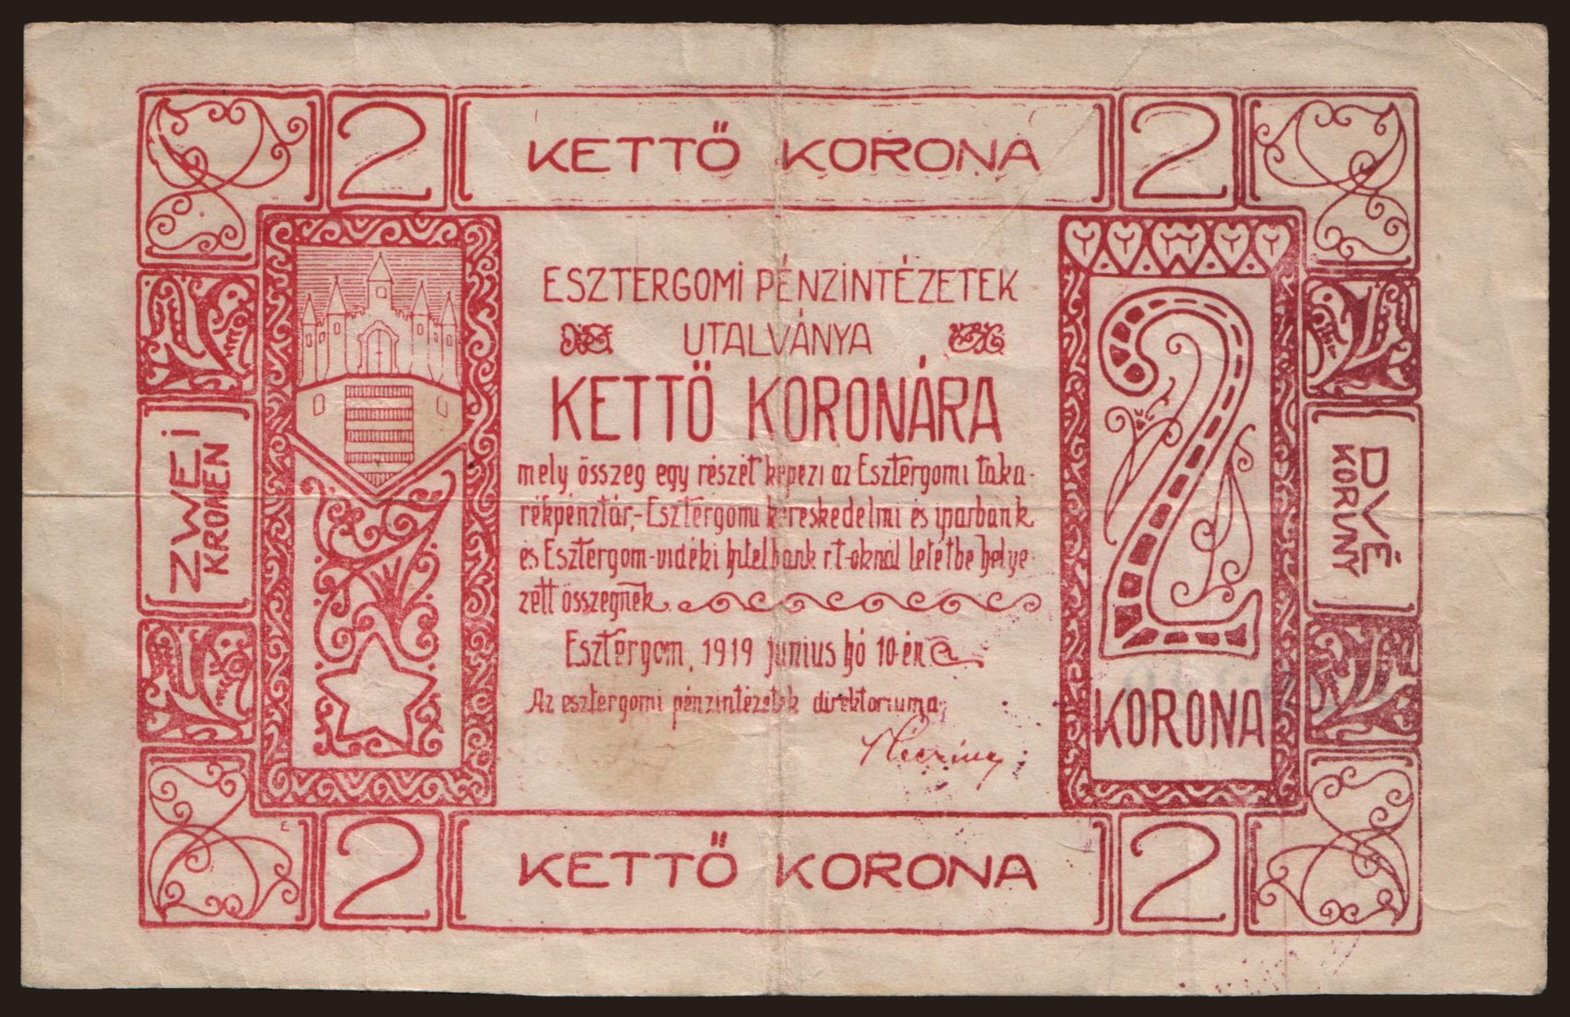 2 KETTŐ KORONA 2
ESZTERGOMI PÉNZINTÉZETEK
UTALVÁNYA
KETTŐ KORONÁRA
mely összeg egy részét képezi az Esztergomi taka-
rékpénztár,-Esztergomi kereskedelmi és iparbank
és Esztergom-vidéki hitelbank r.t-oknál letétbe helye-
zett összegnek.
Esztergom, 1919 junius hó 10-én
Az esztergomi pénzintézetek direktoriuma:
ZWEI
KRONEN
2
KORONA
DVÉ
KORUNY
2 KETTŐ KORONA 2